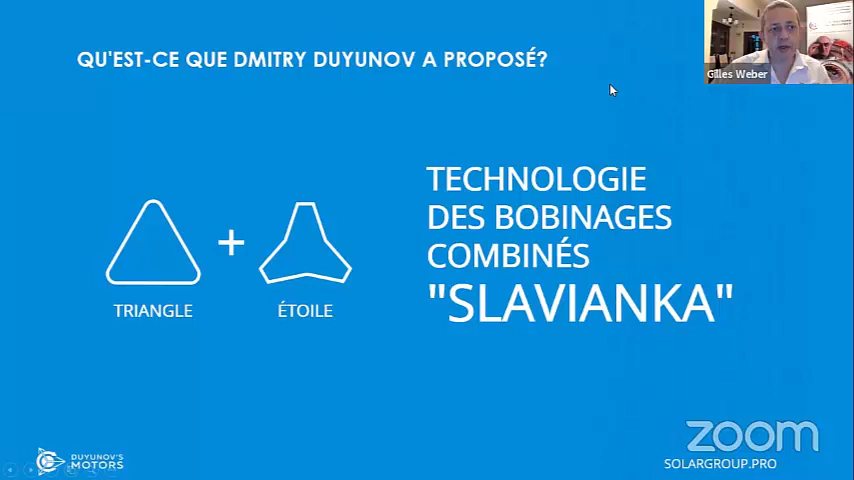 QU'EST-CE QUE DMITRY DUYUNOV A PROPOSÉ?
Gilles Weber
TECHNOLOGIE
DES BOBINAGES
COMBINÉS
"SLAVIANKA"
TRIANGLE
+
ÉTOILE
DUYUNOV'S
MOTORS
zoom
SOLARGROUP.PRO